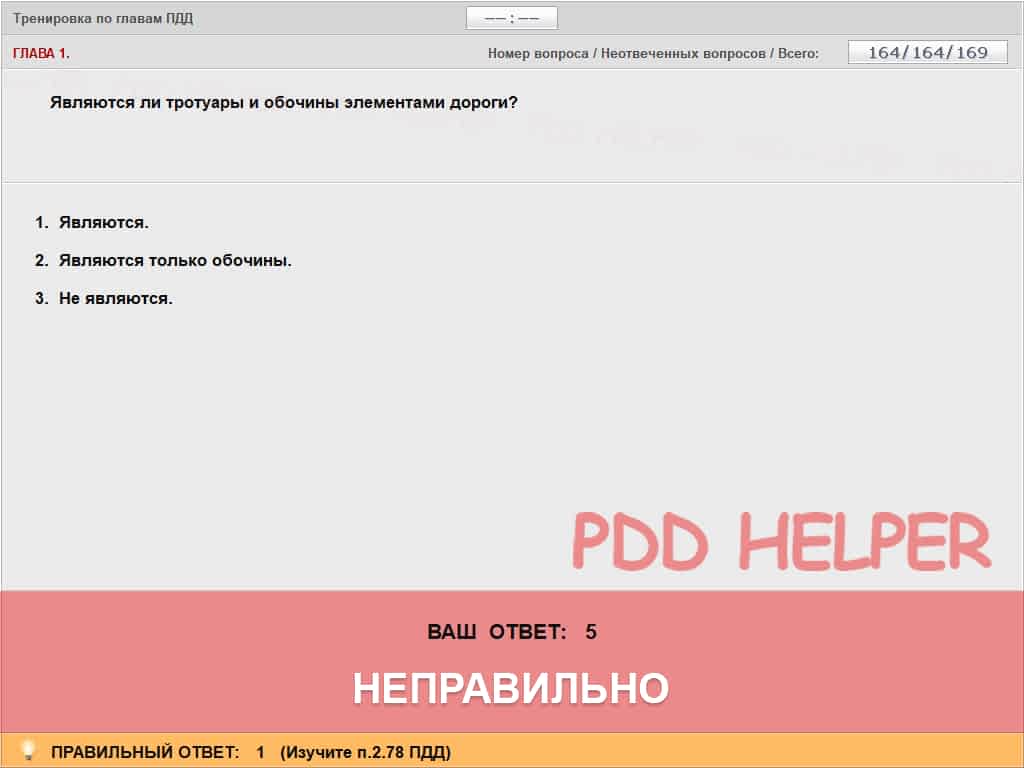 Тренировка по главам ПДД
—— : ——
ГЛАВА 1.
Номер вопроса / Неотвеченных вопросов / Всего:
164/164/169
Являются ли тротуары и обочины элементами дороги?
1. Являются.
2. Являются только обочины.
3. Не являются.
PDD HELPER
ВАШ ОТВЕТ: 5
НЕПРАВИЛЬНО
ПРАВИЛЬНЫЙ ОТВЕТ: 1 (Изучите п.2.78 ПДД)